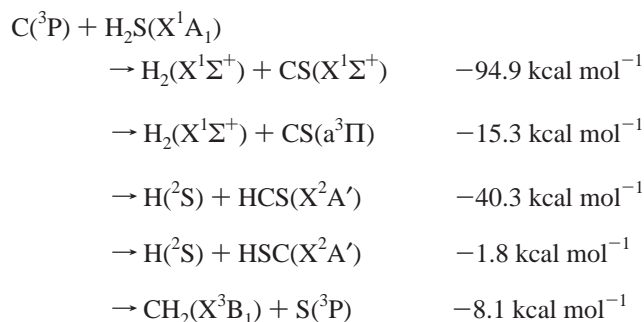 C(³P) + H₂S(X¹A₁)
→ H₂(X¹Σ⁺) + CS(X¹Σ⁺) −94.9 kcal mol⁻¹
→ H₂(X¹Σ⁺) + CS(a³Π) −15.3 kcal mol⁻¹
→ H(²S) + HCS(X²A′) −40.3 kcal mol⁻¹
→ H(²S) + HSC(X²A′) −1.8 kcal mol⁻¹
→ CH₂(X³B₁) + S(³P) −8.1 kcal mol⁻¹